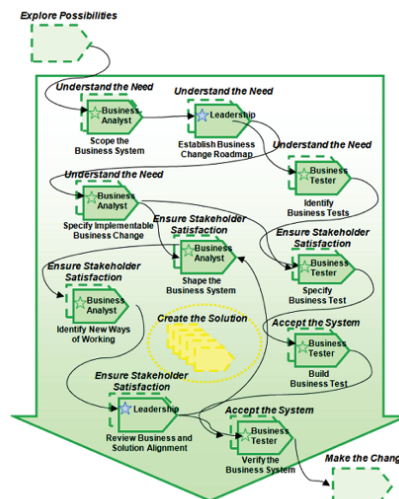 Explore Possibilities
Understand the Need
Business
Analyst
Scope the
Business System
Understand the Need
Leadership
Establish Business
Change Roadmap
Understand the Need
Business
Tester
Identify
Business Tests
Understand the Need
Business
Analyst
Specify Implementable
Business Change
Ensure Stakeholder
Satisfaction
Business
Analyst
Shape the
Business System
Ensure Stakeholder
Satisfaction
Business
Tester
Specify
Business Test
Ensure Stakeholder
Satisfaction
Business
Analyst
Identify New Ways
of Working
Create the Solution
Accept the System
Business
Tester
Build
Business Test
Ensure Stakeholder
Satisfaction
Leadership
Review Business and
Solution Alignment
Accept the System
Business
Tester
Verify the
Business System
Make the Chang